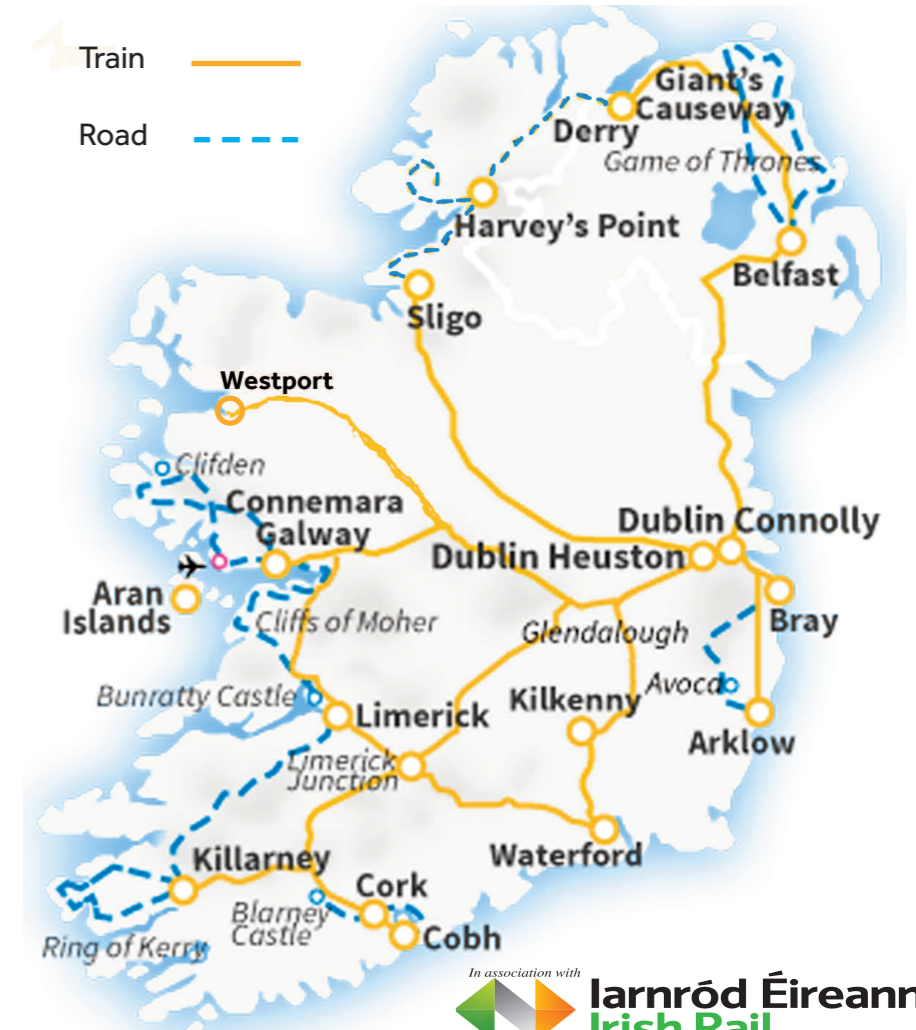 Train
Road
Giant's
Causeway
Derry
Game of Thrones
Harvey's Point
Belfast
Sligo
Westport
Clifden
Connemara
Galway
Dublin Connolly
Dublin Heuston
Aran
Islands
Cliffs of Moher
Glendalough
Bray
Bunratty Castle
Kilkenny
Avoca
Limerick
Arklow
Limerick
Junction
Waterford
Killarney
Cork
Blarney
Castle
Cobh
Ring of Kerry
In association with
Iarnród Éireann
Irish Rail